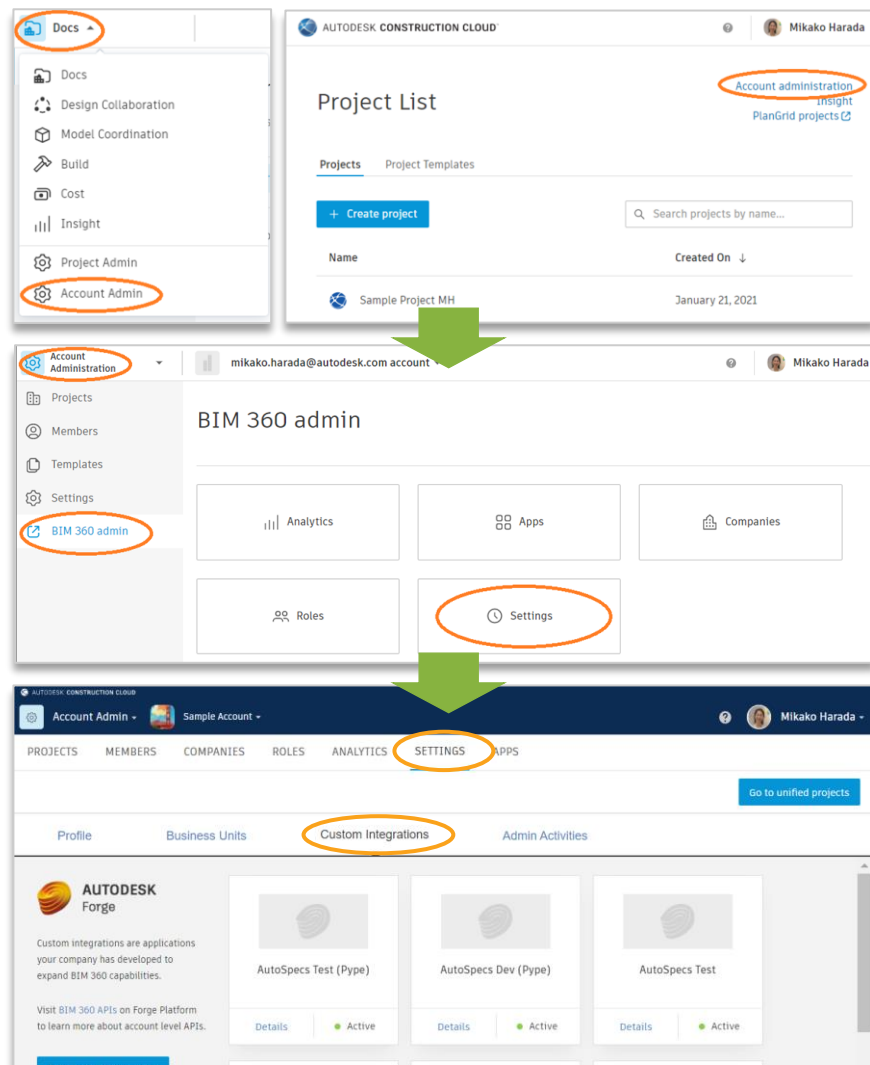 Docs
Docs
Design Collaboration
Model Coordination
Build
Cost
Insight
Project Admin
Account Admin
AUTODESK CONSTRUCTION CLOUD
Mikako Harada
Project List
Account administration
Insight
PlanGrid projects
Projects Project Templates
+ Create project
Search projects by name...
Name Created On ↓
Sample Project MH January 21, 2021
Account
Administration
mikako.harada@autodesk.com account
Mikako Harada
Projects
Members
Templates
Settings
BIM 360 admin
BIM 360 admin
Analytics
Apps
Companies
Roles
Settings
AUTODESK CONSTRUCTION CLOUD
Account Admin Sample Account Mikako Harada
PROJECTS MEMBERS COMPANIES ROLES ANALYTICS SETTINGS APPS
Go to unified projects
Profile Business Units Custom Integrations Admin Activities
AUTODESK
Forge
Custom integrations are applications
your company has developed to
expand BIM 360 capabilities.
Visit BIM 360 APIs on Forge Platform
to learn more about account level APIs.
AutoSpecs Test (Pype)
Details Active
AutoSpecs Dev (Pype)
Details Active
AutoSpecs Test
Details Active